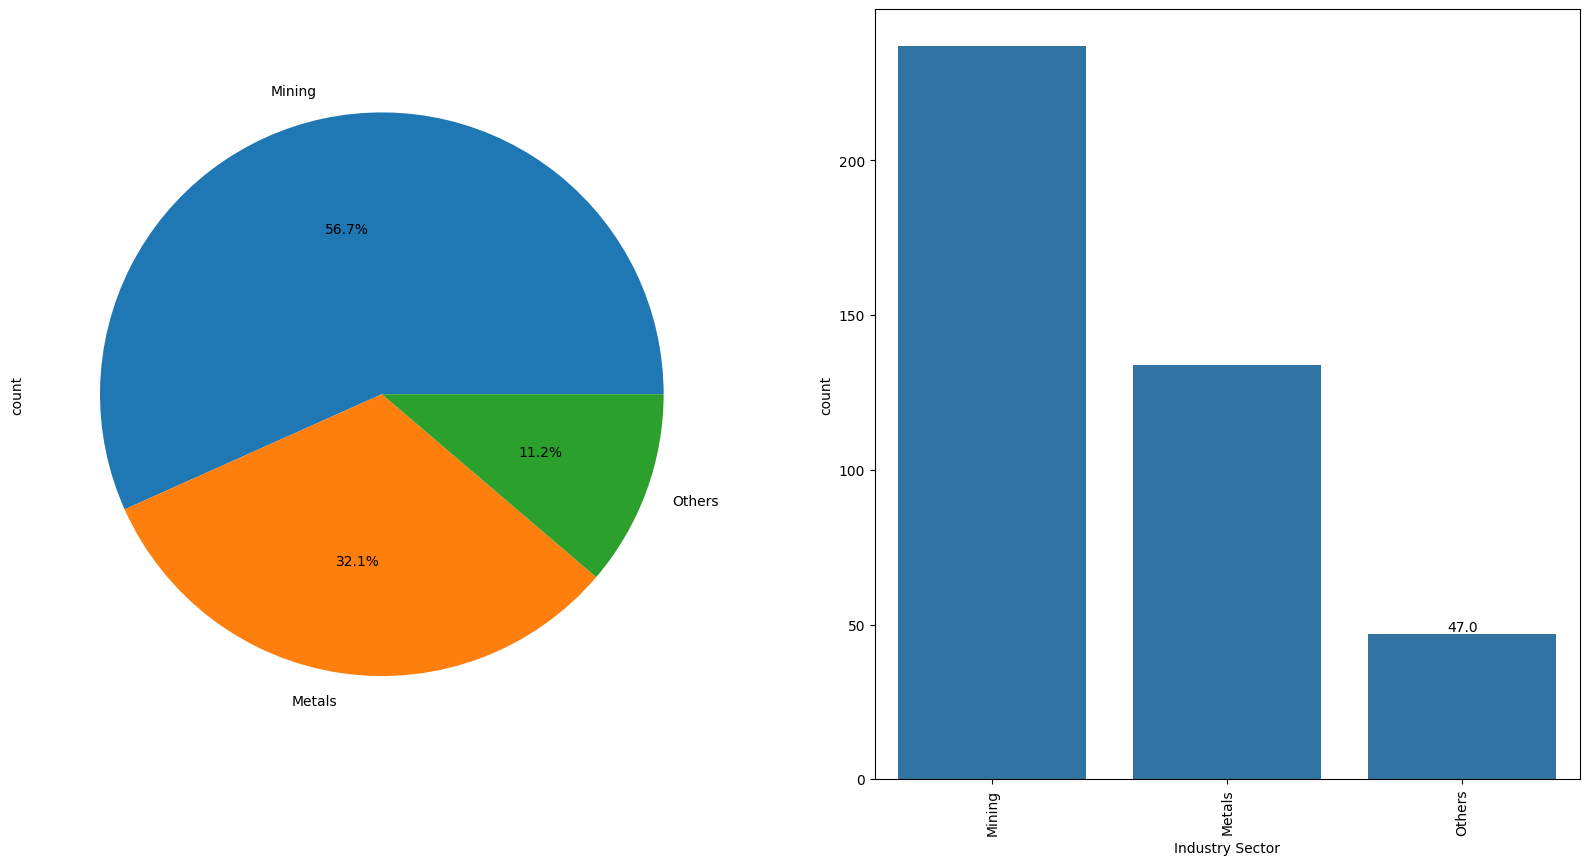 Mining
56.7%
count
11.2%
Others
32.1%
Metals
200
150
count
100
50
47.0
0
Mining
Metals
Others
Industry Sector